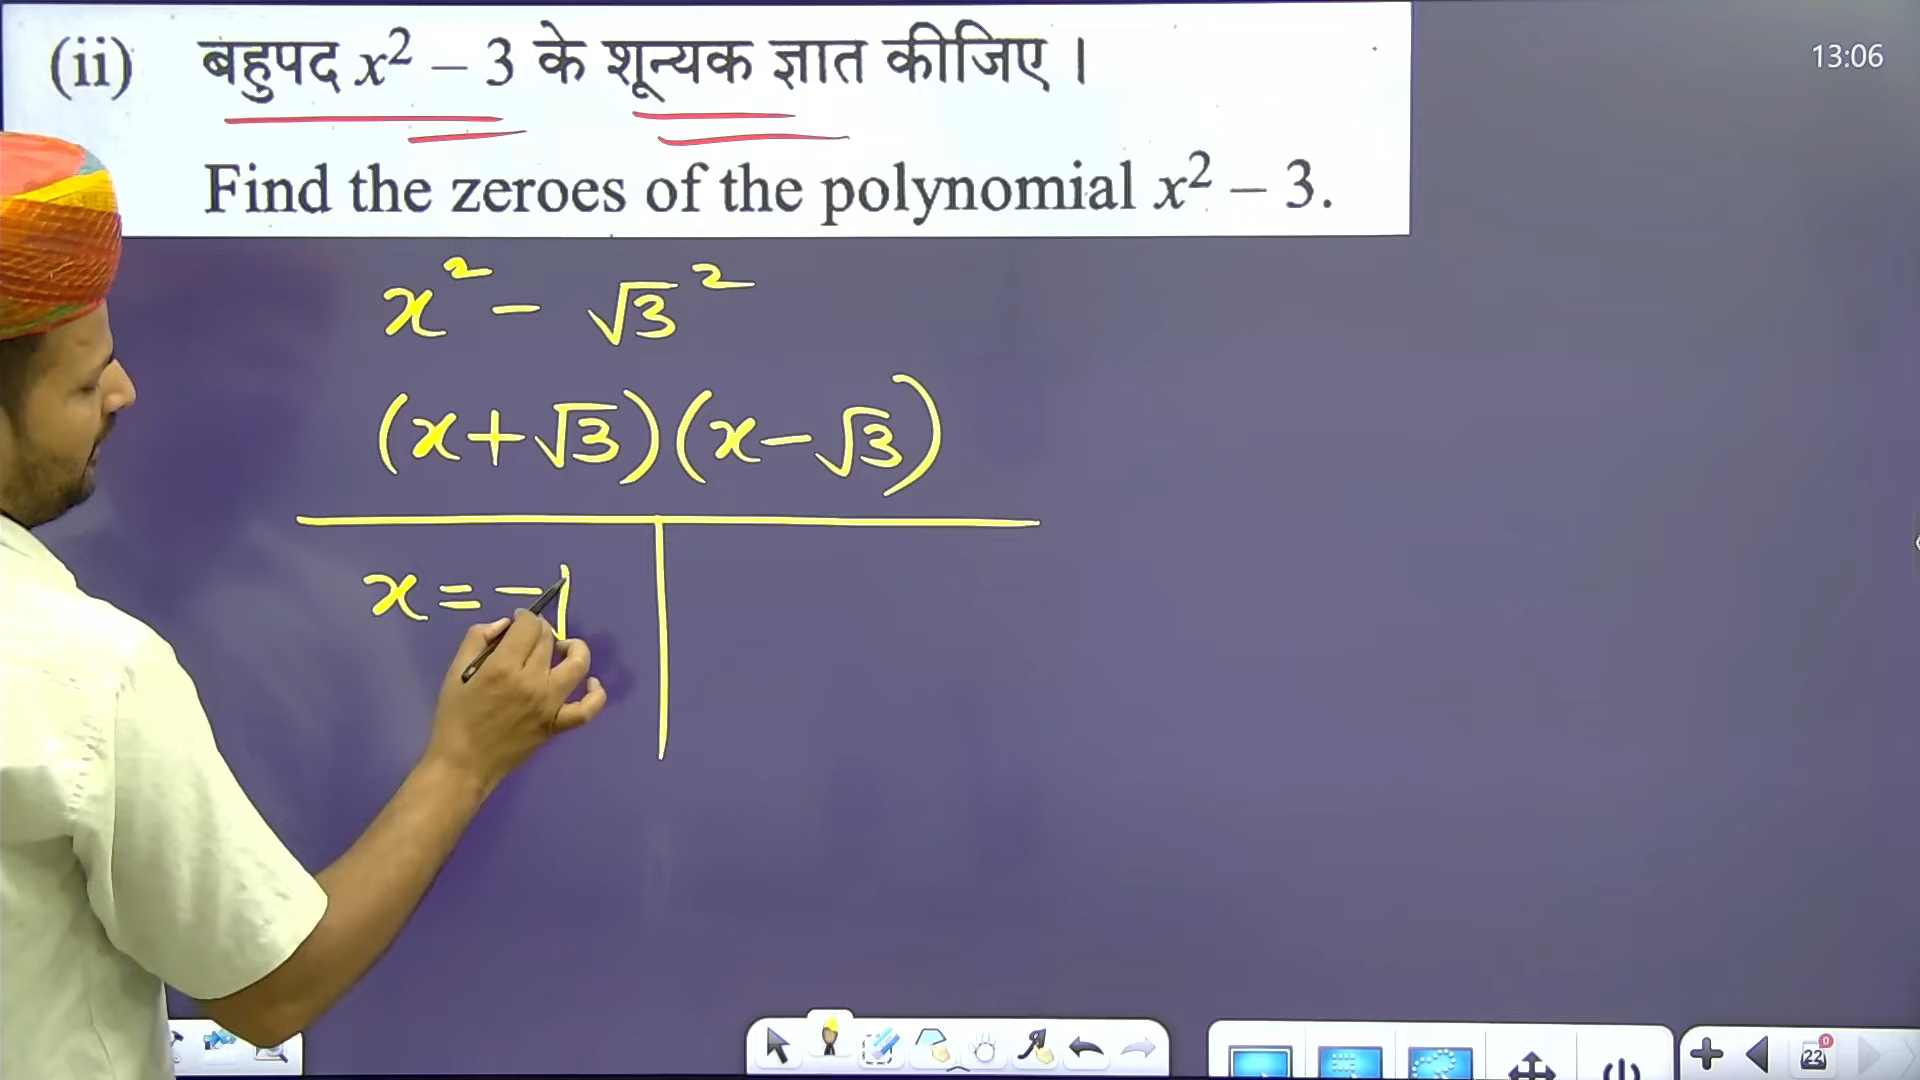 13:06
(ii) बहुपद x² – 3 के शून्यक ज्ञात कीजिए ।
Find the zeroes of the polynomial x² – 3.
x² - √3²
(x+√3)(x-√3)
x = -√
22
0